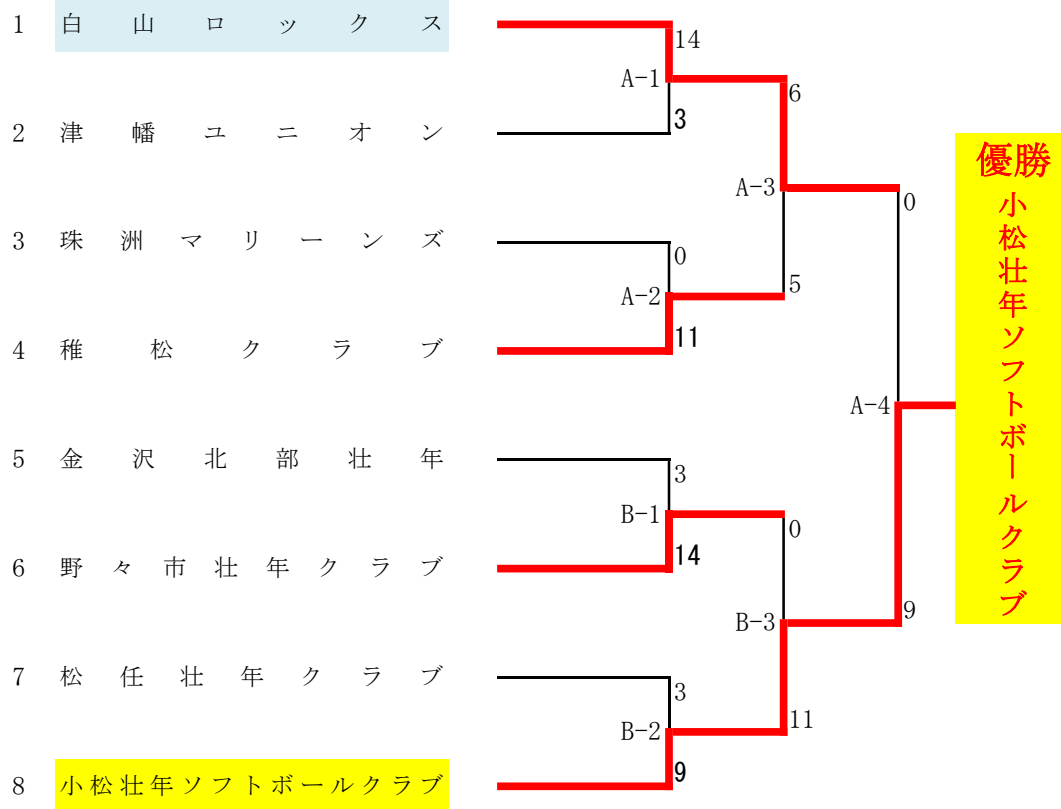 1 白山ロックス
14
A-1
6
2 津幡ユニオン
3
優勝
小松壮年ソフトボールクラブ
A-3
0
3 珠洲マリーンズ
0
A-2
5
4 稚松クラブ
11
A-4
5 金沢北部壮年
3
B-1
0
6 野々市壮年クラブ
14
B-3
9
7 松任壮年クラブ
3
B-2
11
8 小松壮年ソフトボールクラブ
9